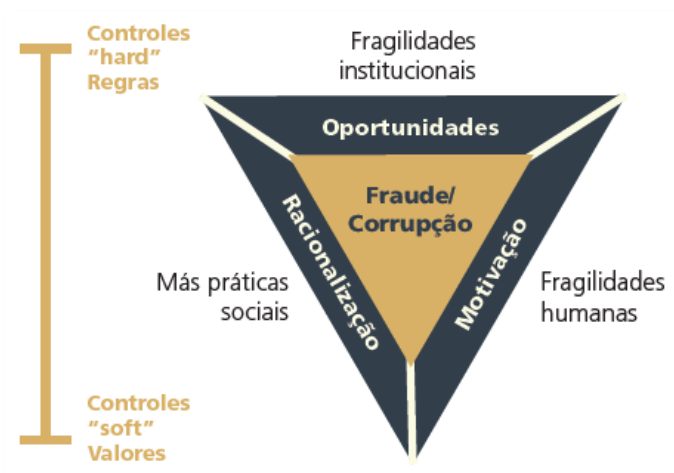 Controles
“hard”
Regras
Fragilidades
institucionais
Oportunidades
Fraude/
Corrupção
Racionalização
Motivação
Más práticas
sociais
Fragilidades
humanas
Controles
“soft”
Valores